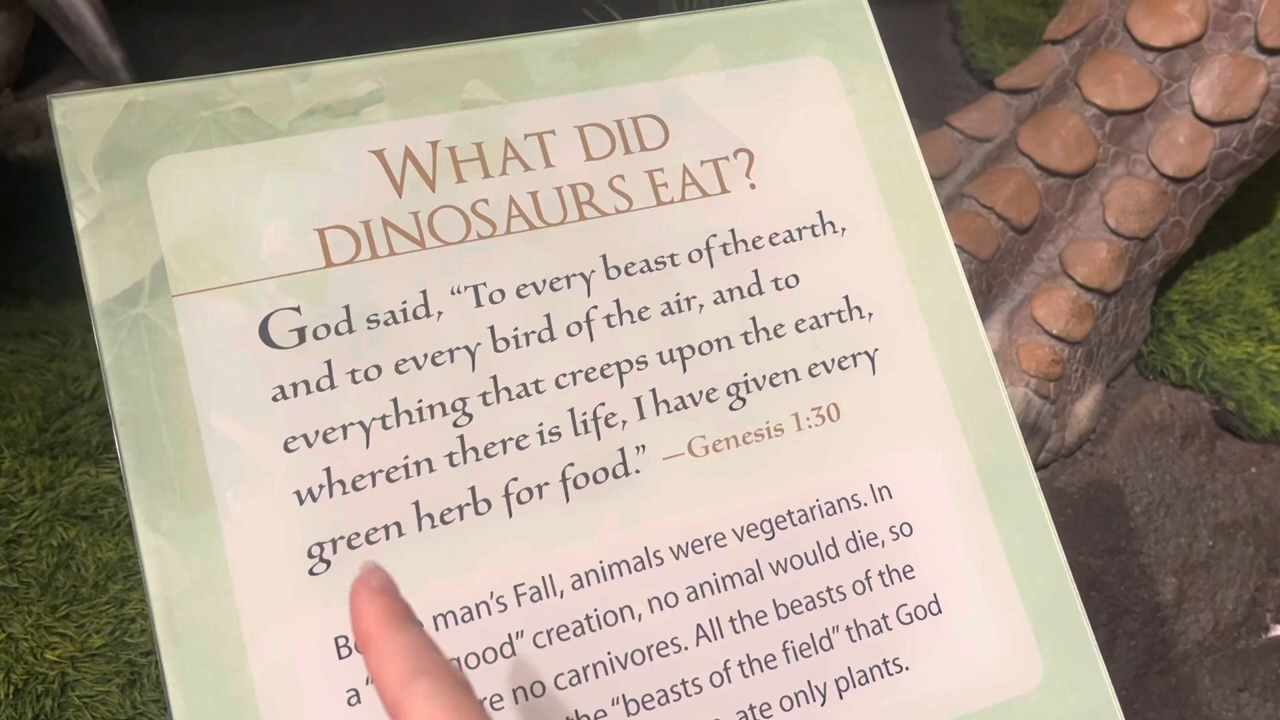 WHAT DID
DINOSAURS EAT?
God said, “To every beast of the earth,
and to every bird of the air, and to
everything that creeps upon the earth,
wherein there is life, I have given every
green herb for food.” —Genesis 1:30
man’s Fall, animals were vegetarians. In
a “ good” creation, no animal would die, so
no carnivores. All the beasts of the
the “beasts of the field” that God
ate only plants.